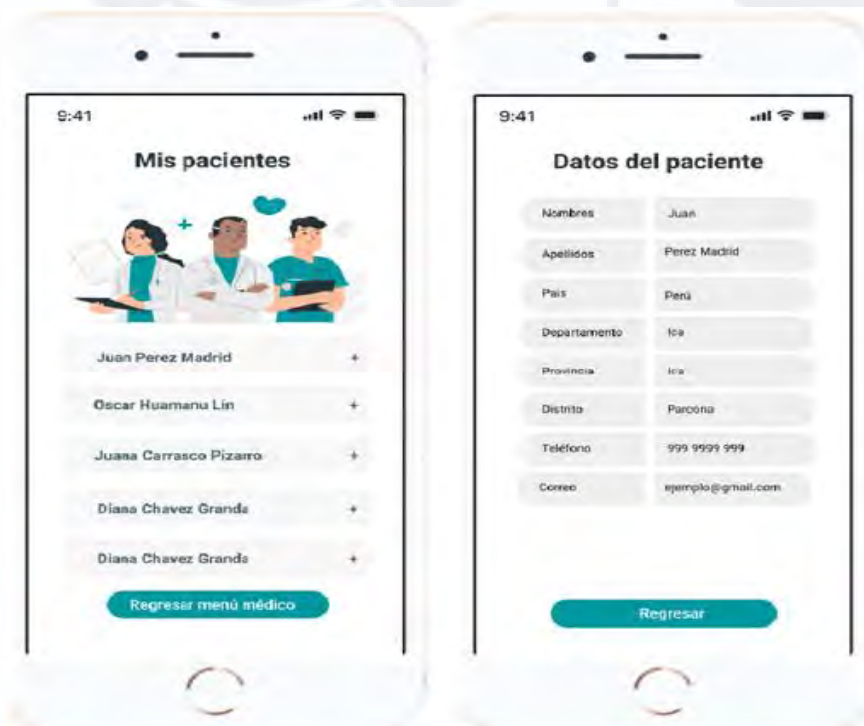 9:41
Mis pacientes
Juan Perez Madrid +
Oscar Huamanu Lin +
Juana Carrasco Pizarro +
Diana Chavez Granda +
Diana Chavez Granda +
Regresar menú médico
9:41
Datos del paciente
Nombres Juan
Apellidos Perez Madrid
Pais Perú
Departamento Ica
Provincia Ica
Distrito Parcona
Teléfono 999 9999 999
Correo ejemplo@gmail.com
Regresar